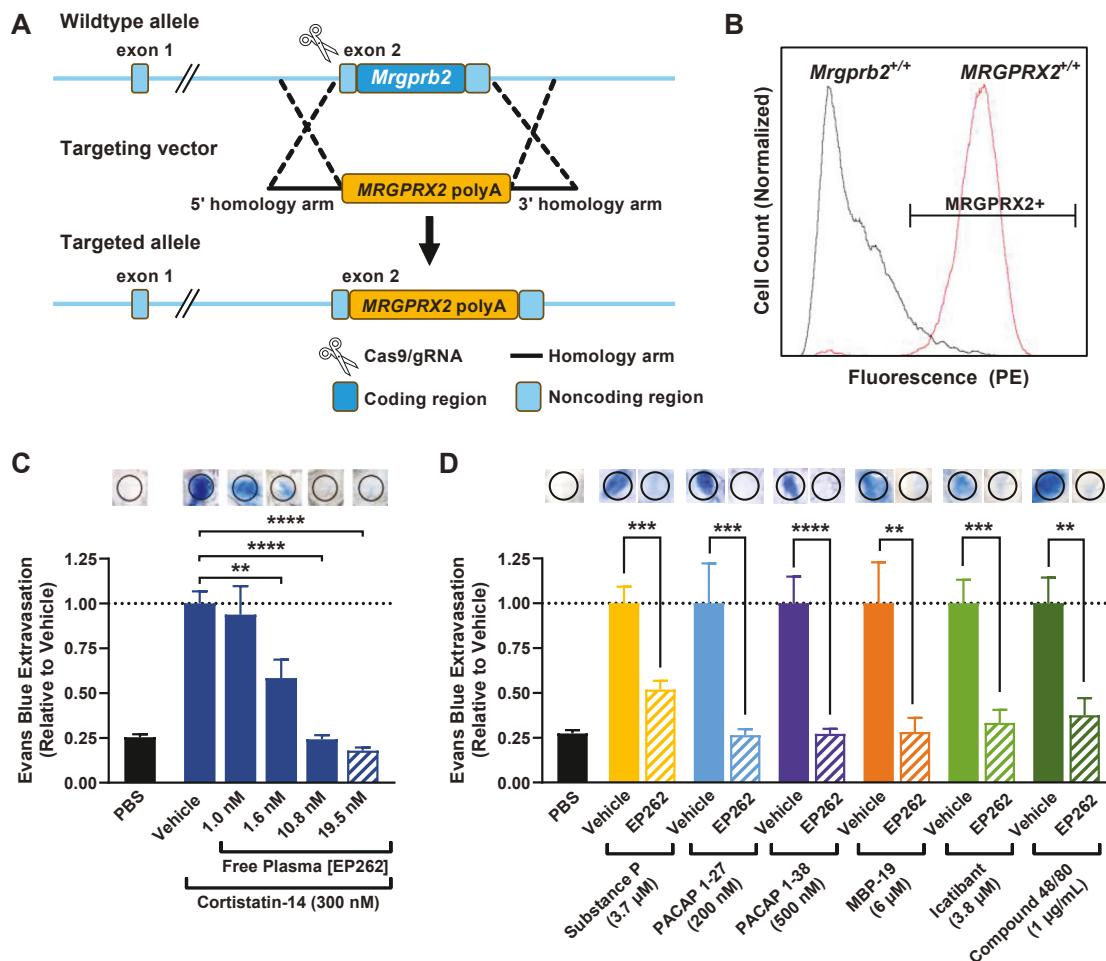 A
Wildtype allele
exon 1
exon 2
Mrgprb2
Targeting vector
MRGPRX2 polyA
5' homology arm
3' homology arm
Targeted allele
exon 1
exon 2
MRGPRX2 polyA
Cas9/gRNA
Homology arm
Coding region
Noncoding region
B
Mrgprb2+/+
MRGPRX2+/+
MRGPRX2+
Cell Count (Normalized)
Fluorescence (PE)
C
****
****
**
Evans Blue Extravasation
(Relative to Vehicle)
1.25
1.00
0.75
0.50
0.25
0.00
PBS
Vehicle
1.0 nM
1.6 nM
10.8 nM
19.5 nM
Free Plasma [EP262]
Cortistatin-14 (300 nM)
D
***
***
****
**
***
**
Evans Blue Extravasation
(Relative to Vehicle)
1.25
1.00
0.75
0.50
0.25
0.00
PBS
Vehicle
EP262
Vehicle
EP262
Vehicle
EP262
Vehicle
EP262
Vehicle
EP262
Vehicle
EP262
Substance P
(3.7 µM)
PACAP 1-27
(200 nM)
PACAP 1-38
(500 nM)
MBP-19
(6 µM)
Icatibant
(3.8 µM)
Compound 48/80
(1 µg/mL)